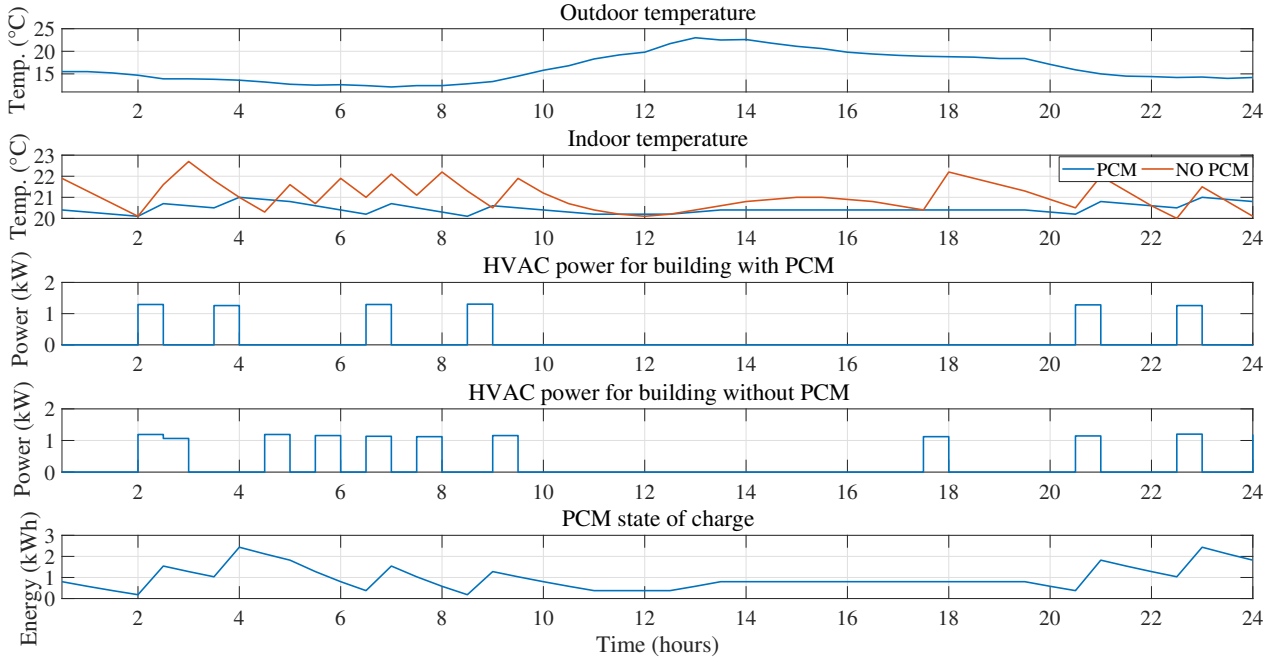 Outdoor temperature
Temp. (°C)
25
20
15
2 4 6 8 10 12 14 16 18 20 22 24
Indoor temperature
Temp. (°C)
23
22
21
20
PCM NO PCM
2 4 6 8 10 12 14 16 18 20 22 24
HVAC power for building with PCM
Power (kW)
2
1
0
2 4 6 8 10 12 14 16 18 20 22 24
HVAC power for building without PCM
Power (kW)
2
1
0
2 4 6 8 10 12 14 16 18 20 22 24
PCM state of charge
Energy (kWh)
3
2
1
0
2 4 6 8 10 12 14 16 18 20 22 24
Time (hours)